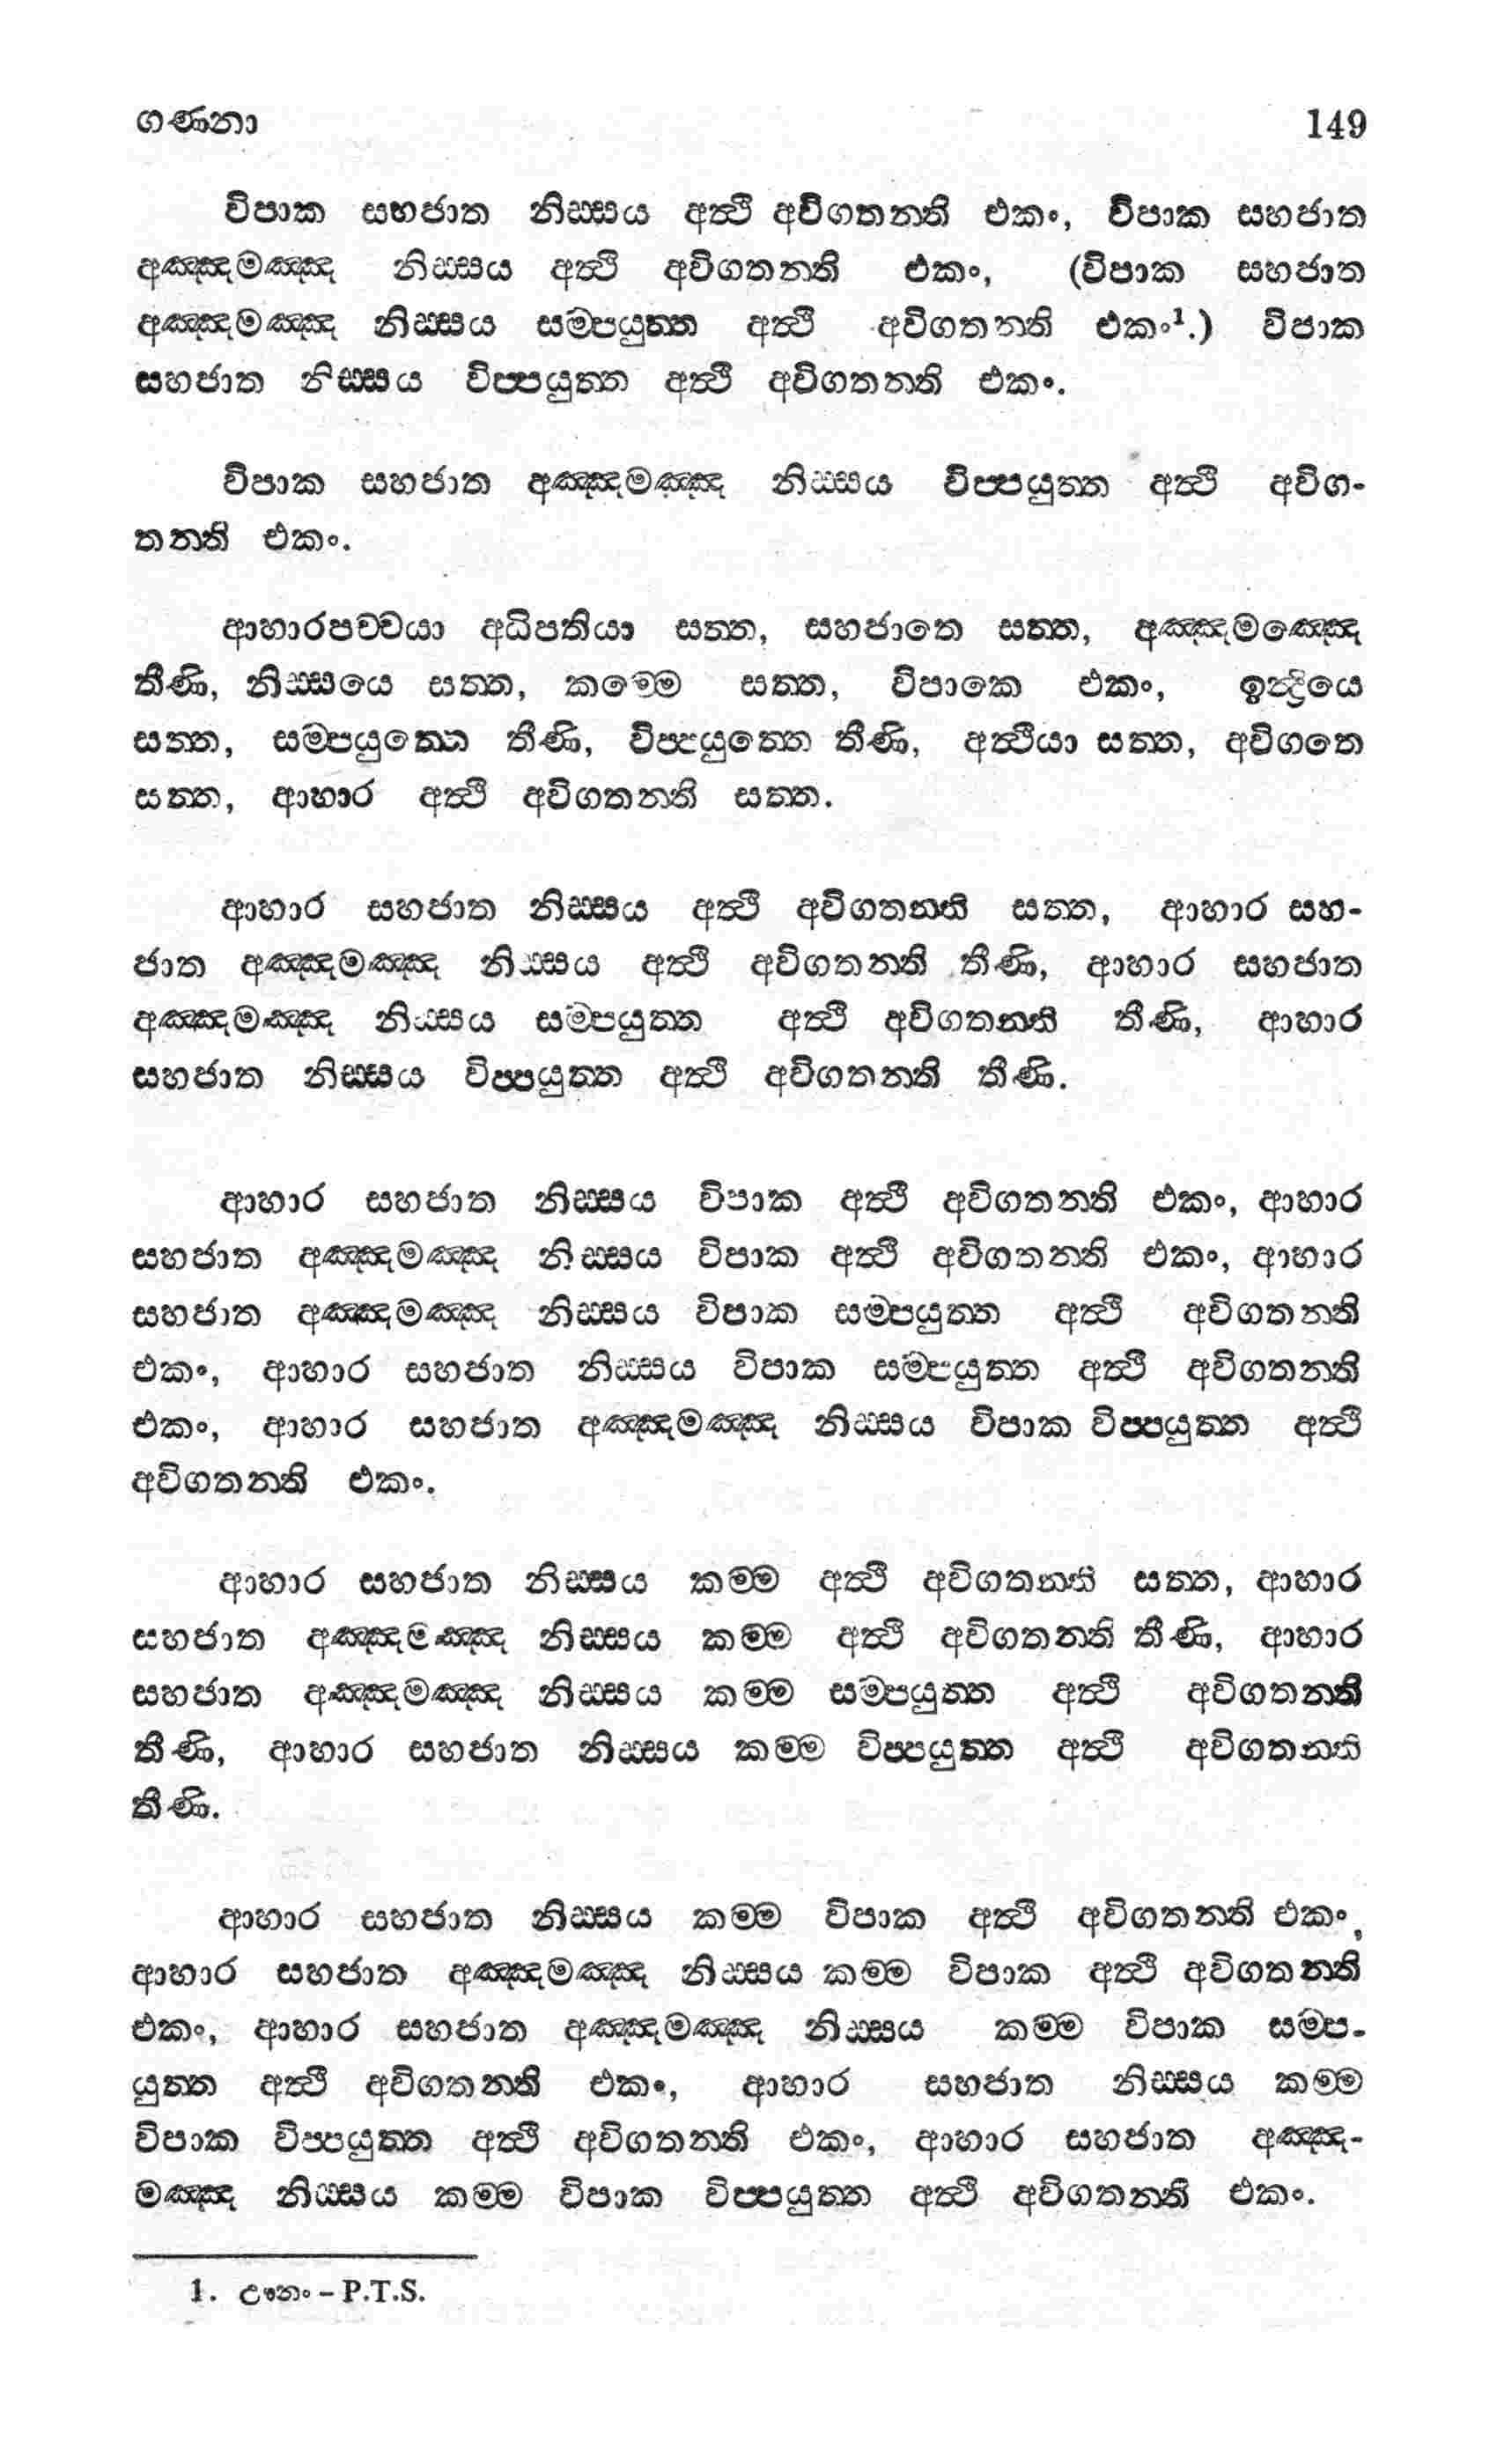 ගණනා 149
විපාක සභජාත නිස්සය අත්‍ථි අවිගතන්ති එකං, විපාක සහජාත
අඤ්ඤමඤ්ඤ නිස්සය අත්‍ථි අවිගතන්ති එකං, (විපාක සහජාත
අඤ්ඤමඤ්ඤ නිස්සය සම්පයුත්ත අත්‍ථි අවිගතන්ති එකං¹.) විපාක
සහජාත නිස්සය විප්පයුත්ත අත්‍ථි අවිගතන්ති එකං.
විපාක සහජාත අඤ්ඤමඤ්ඤ නිස්සය විප්පයුත්ත අත්‍ථි අවිග-
තන්ති එකං.
ආහාරපච්චයා අධිපතියා සත්ත, සහජාතෙ සත්ත, අඤ්ඤමඤ්ඤෙ
තීණි, නිස්සයෙ සත්ත, කම්මෙ සත්ත, විපාකෙ එකං, ඉන්‍ද්‍රියෙ
සත්ත, සම්පයුත්තෙ තීණි, විප්පයුත්තෙ තීණි, අත්‍ථියා සත්ත, අවිගතෙ
සත්ත, ආහාර අත්‍ථි අවිගතන්ති සත්ත.
ආහාර සහජාත නිස්සය අත්‍ථි අවිගතන්ති සත්ත, ආහාර සහ-
ජාත අඤ්ඤමඤ්ඤ නිස්සය අත්‍ථි අවිගතන්ති තීණි, ආහාර සහජාත
අඤ්ඤමඤ්ඤ නිස්සය සම්පයුත්ත අත්‍ථි අවිගතන්ති තීණි, ආහාර
සහජාත නිස්සය විප්පයුත්ත අත්‍ථි අවිගතන්ති තීණි.
ආහාර සහජාත නිස්සය විපාක අත්‍ථි අවිගතන්ති එකං, ආහාර
සහජාත අඤ්ඤමඤ්ඤ නිස්සය විපාක අත්‍ථි අවිගතන්ති එකං, ආහාර
සහජාත අඤ්ඤමඤ්ඤ නිස්සය විපාක සම්පයුත්ත අත්‍ථි අවිගතන්ති
එකං, ආහාර සහජාත නිස්සය විපාක සම්පයුත්ත අත්‍ථි අවිගතන්ති
එකං, ආහාර සහජාත අඤ්ඤමඤ්ඤ නිස්සය විපාක විප්පයුත්ත අත්‍ථි
අවිගතන්ති එකං.
ආහාර සහජාත නිස්සය කම්ම අත්‍ථි අවිගතන්ති සත්ත, ආහාර
සහජාත අඤ්ඤමඤ්ඤ නිස්සය කම්ම අත්‍ථි අවිගතන්ති තීණි, ආහාර
සහජාත අඤ්ඤමඤ්ඤ නිස්සය කම්ම සම්පයුත්ත අත්‍ථි අවිගතන්ති
තීණි, ආහාර සහජාත නිස්සය කම්ම විප්පයුත්ත අත්‍ථි අවිගතන්ති
තීණි.
ආහාර සහජාත නිස්සය කම්ම විපාක අත්‍ථි අවිගතන්ති එකං,
ආහාර සහජාත අඤ්ඤමඤ්ඤ නිස්සය කම්ම විපාක අත්‍ථි අවිගතන්ති
එකං, ආහාර සහජාත අඤ්ඤමඤ්ඤ නිස්සය කම්ම විපාක සම්ප-
යුත්ත අත්‍ථි අවිගතන්ති එකං, ආහාර සහජාත නිස්සය කම්ම
විපාක විප්පයුත්ත අත්‍ථි අවිගතන්ති එකං, ආහාර සහජාත අඤ්ඤ-
මඤ්ඤ නිස්සය කම්ම විපාක විප්පයුත්ත අත්‍ථි අවිගතන්ති එකං.
1. ඌනං - P.T.S.